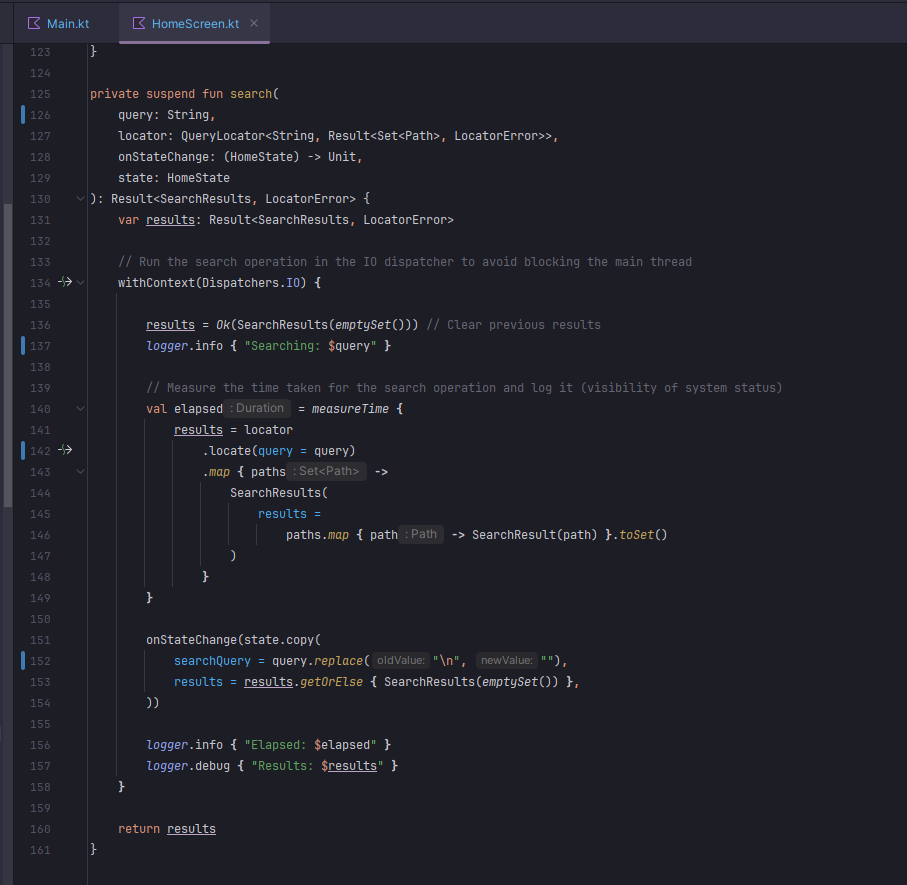 Main.kt HomeScreen.kt ×
123 }
124
125 private suspend fun search(
126     query: String,
127     locator: QueryLocator<String, Result<Set<Path>, LocatorError>>,
128     onStateChange: (HomeState) -> Unit,
129     state: HomeState
130 ): Result<SearchResults, LocatorError> {
131     var results: Result<SearchResults, LocatorError>
132
133     // Run the search operation in the IO dispatcher to avoid blocking the main thread
134     withContext(Dispatchers.IO) {
135
136         results = Ok(SearchResults(emptySet())) // Clear previous results
137         logger.info { "Searching: $query" }
138
139         // Measure the time taken for the search operation and log it (visibility of system status)
140         val elapsed : Duration = measureTime {
141             results = locator
142                 .locate(query = query)
143                 .map { paths : Set<Path> ->
144                     SearchResults(
145                         results =
146                             paths.map { path : Path -> SearchResult(path) }.toSet()
147                     )
148                 }
149         }
150
151         onStateChange(state.copy(
152             searchQuery = query.replace( oldValue: "\n", newValue: ""),
153             results = results.getOrElse { SearchResults(emptySet()) },
154         ))
155
156         logger.info { "Elapsed: $elapsed" }
157         logger.debug { "Results: $results" }
158     }
159
160     return results
161 }